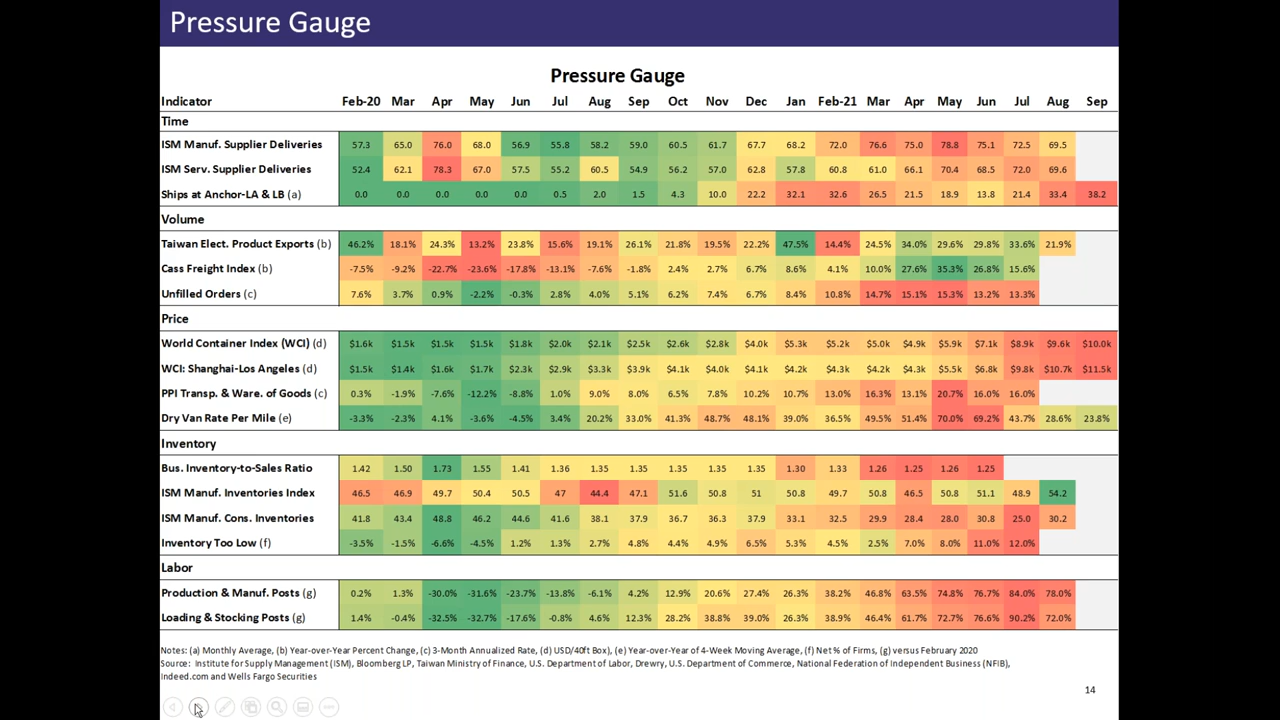 Pressure Gauge
Pressure Gauge
Indicator Feb-20 Mar Apr May Jun Jul Aug Sep Oct Nov Dec Jan Feb-21 Mar Apr May Jun Jul Aug Sep
Time
ISM Manuf. Supplier Deliveries 57.3 65.0 76.0 68.0 56.9 55.8 58.2 59.0 60.5 61.7 67.7 68.2 72.0 76.6 75.0 78.8 75.1 72.5 69.5
ISM Serv. Supplier Deliveries 52.4 62.1 78.3 67.0 57.5 55.2 60.5 54.9 56.2 57.0 62.8 57.8 60.8 61.0 66.1 70.4 68.5 72.0 69.6
Ships at Anchor-LA & LB (a) 0.0 0.0 0.0 0.0 0.0 0.5 2.0 1.5 4.3 10.0 22.2 32.1 32.6 26.5 21.5 18.9 13.8 21.4 33.4 38.2
Volume
Taiwan Elect. Product Exports (b) 46.2% 18.1% 24.3% 13.2% 23.8% 15.6% 19.1% 26.1% 21.8% 19.5% 22.2% 47.5% 14.4% 24.5% 34.0% 29.6% 29.8% 33.6% 21.9%
Cass Freight Index (b) -7.5% -9.2% -22.7% -23.6% -17.8% -13.1% -7.6% -1.8% 2.4% 2.7% 6.7% 8.6% 4.1% 10.0% 27.6% 35.3% 26.8% 15.6%
Unfilled Orders (c) 7.6% 3.7% 0.9% -2.2% -0.3% 2.8% 4.0% 5.1% 6.2% 7.4% 6.7% 8.4% 10.8% 14.7% 15.1% 15.3% 13.2% 13.3%
Price
World Container Index (WCI) (d) $1.6k $1.5k $1.5k $1.5k $1.8k $2.0k $2.1k $2.5k $2.6k $2.8k $4.0k $5.3k $5.2k $5.0k $4.9k $5.9k $7.1k $8.9k $9.6k $10.0k
WCI: Shanghai-Los Angeles (d) $1.5k $1.4k $1.6k $1.7k $2.3k $2.9k $3.3k $3.9k $4.1k $4.0k $4.1k $4.2k $4.3k $4.2k $4.3k $5.5k $6.8k $9.8k $10.7k $11.5k
PPI Transp. & Ware. of Goods (c) 0.3% -1.9% -7.6% -12.2% -8.8% 1.0% 9.0% 8.0% 6.5% 7.8% 10.2% 10.7% 13.0% 16.3% 13.1% 20.7% 16.0% 16.0%
Dry Van Rate Per Mile (e) -3.3% -2.3% 4.1% -3.6% -4.5% 3.4% 20.2% 33.0% 41.3% 48.7% 48.1% 39.0% 36.5% 49.5% 51.4% 70.0% 69.2% 43.7% 28.6% 23.8%
Inventory
Bus. Inventory-to-Sales Ratio 1.42 1.50 1.73 1.55 1.41 1.36 1.35 1.35 1.35 1.35 1.35 1.30 1.33 1.26 1.25 1.26 1.25
ISM Manuf. Inventories Index 46.5 46.9 49.7 50.4 50.5 47 44.4 47.1 51.6 50.8 51 50.8 49.7 50.8 46.5 50.8 51.1 48.9 54.2
ISM Manuf. Cons. Inventories 41.8 43.4 48.8 46.2 44.6 41.6 38.1 37.9 36.7 36.3 37.9 33.1 32.5 29.9 28.4 28.0 30.8 25.0 30.2
Inventory Too Low (f) -3.5% -1.5% -6.6% -4.5% 1.2% 1.3% 2.7% 4.8% 4.4% 4.9% 6.5% 5.3% 4.5% 2.5% 7.0% 8.0% 11.0% 12.0%
Labor
Production & Manuf. Posts (g) 0.2% 1.3% -30.0% -31.6% -23.7% -13.8% -6.1% 4.2% 12.9% 20.6% 27.4% 26.3% 38.2% 46.8% 63.5% 74.8% 76.7% 84.0% 78.0%
Loading & Stocking Posts (g) 1.4% -0.4% -32.5% -32.7% -17.6% -0.8% 4.6% 12.3% 28.2% 38.8% 39.0% 26.3% 38.9% 46.4% 61.7% 72.7% 76.6% 90.2% 72.0%
Notes: (a) Monthly Average, (b) Year-over-Year Percent Change, (c) 3-Month Annualized Rate, (d) USD/40ft Box), (e) Year-over-Year of 4-Week Moving Average, (f) Net % of Firms, (g) versus February 2020
Source: Institute for Supply Management (ISM), Bloomberg LP, Taiwan Ministry of Finance, U.S. Department of Labor, Drewry, U.S. Department of Commerce, National Federation of Independent Business (NFIB),
Indeed.com and Wells Fargo Securities
14